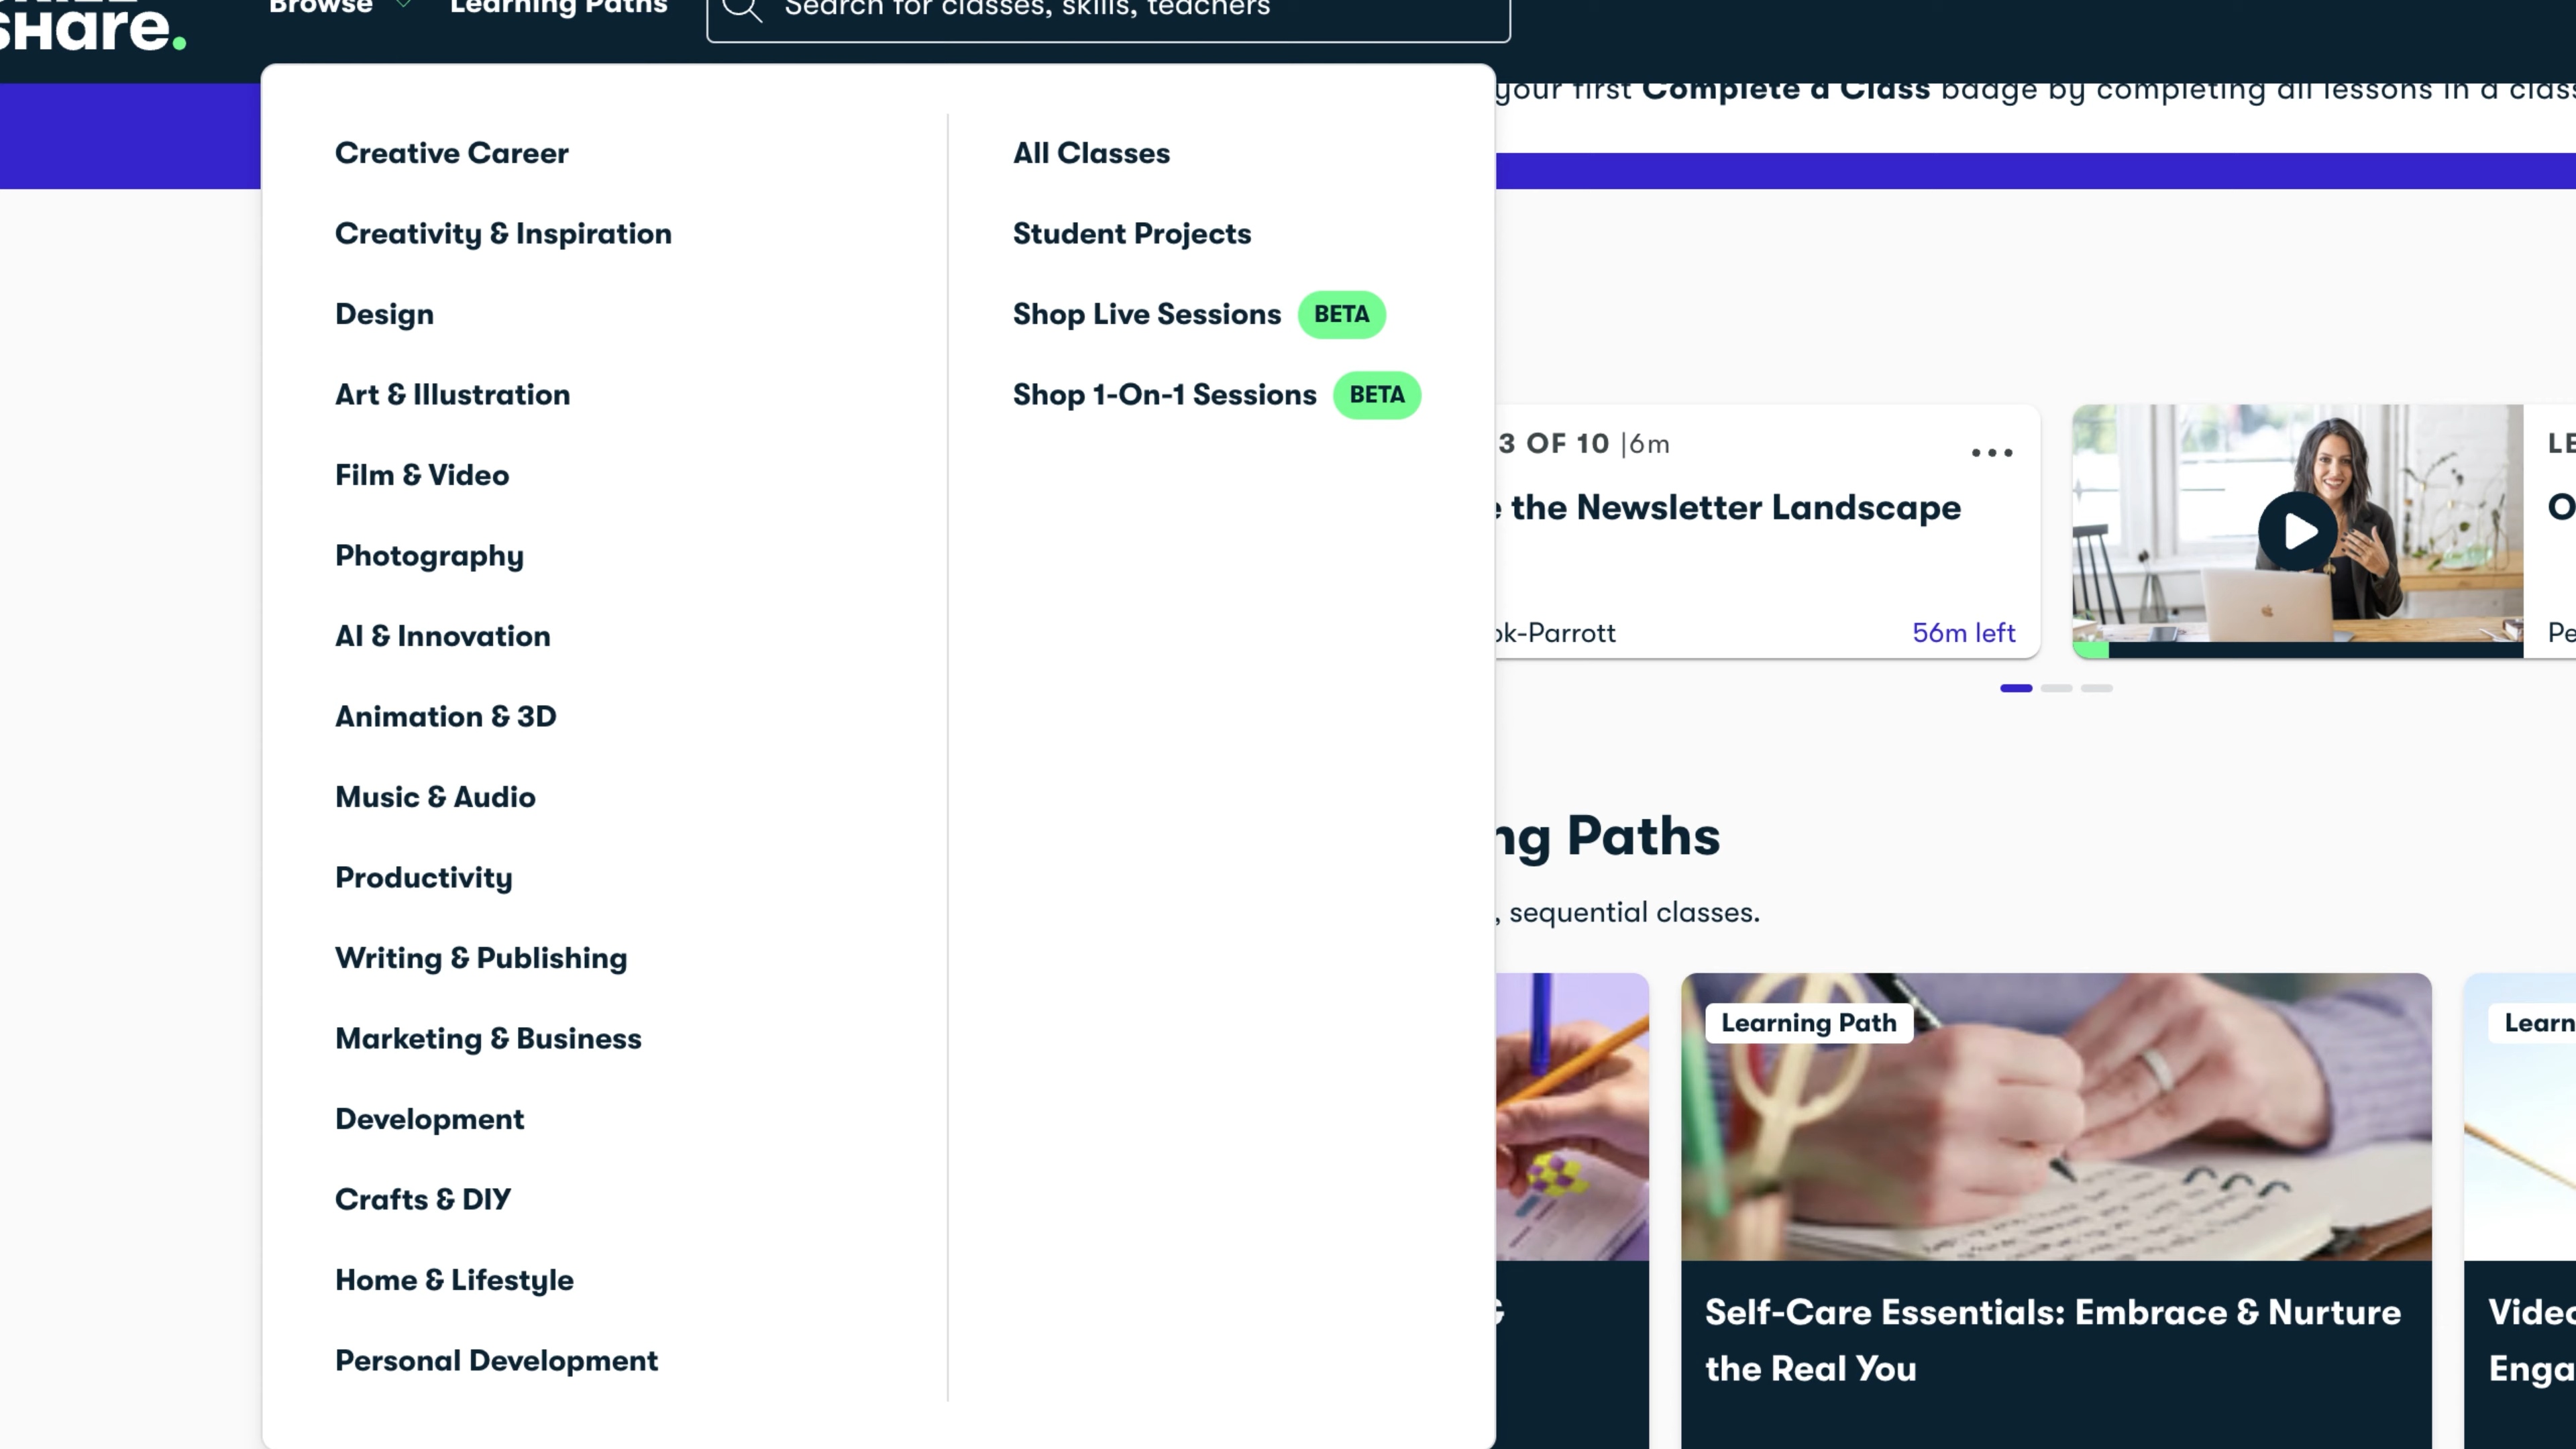 SHare.
Browse
Learning Paths
Search for classes, skills, teachers
your first Complete a Class badge by completing all lessons in a class
Creative Career
Creativity & Inspiration
Design
Art & Illustration
Film & Video
Photography
AI & Innovation
Animation & 3D
Music & Audio
Productivity
Writing & Publishing
Marketing & Business
Development
Crafts & DIY
Home & Lifestyle
Personal Development
All Classes
Student Projects
Shop Live Sessions BETA
Shop 1-On-1 Sessions BETA
3 OF 10 |6m
the Newsletter Landscape
ok-Parrott
56m left
ng Paths
, sequential classes.
Learning Path
Self-Care Essentials: Embrace & Nurture
the Real You
&
Learn
Video
Enga